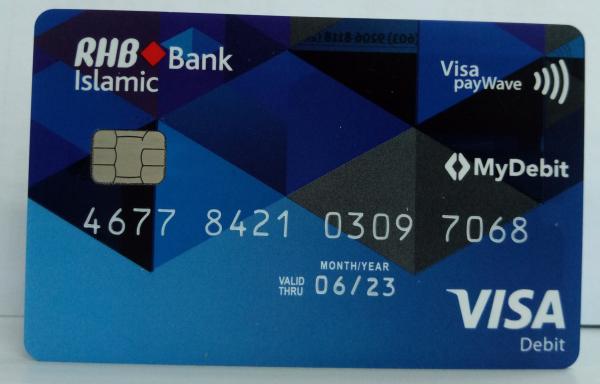 RHB Bank
Islamic
Visa
payWave
MyDebit
4677 8421 0309 7068
MONTH/YEAR
VALID
THRU 06/23
VISA
Debit